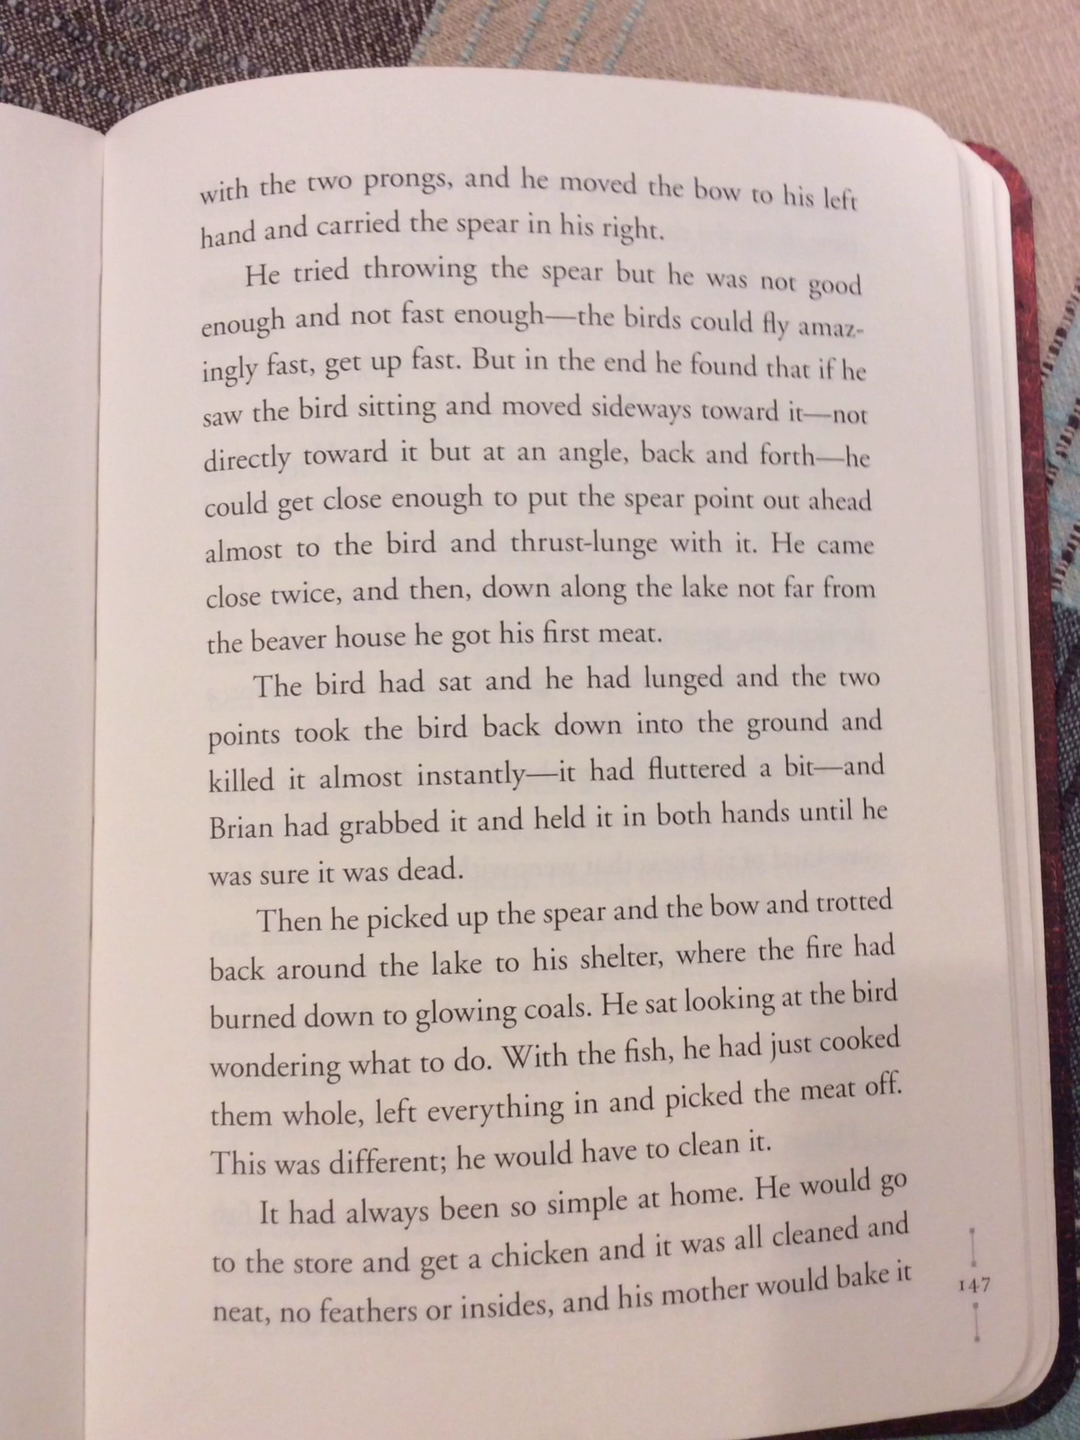 with the two prongs, and he moved the bow to his left
hand and carried the spear in his right.
He tried throwing the spear but he was not good
enough and not fast enough—the birds could fly amaz-
ingly fast, get up fast. But in the end he found that if he
saw the bird sitting and moved sideways toward it—not
directly toward it but at an angle, back and forth—he
could get close enough to put the spear point out ahead
almost to the bird and thrust-lunge with it. He came
close twice, and then, down along the lake not far from
the beaver house he got his first meat.
The bird had sat and he had lunged and the two
points took the bird back down into the ground and
killed it almost instantly—it had fluttered a bit—and
Brian had grabbed it and held it in both hands until he
was sure it was dead.
Then he picked up the spear and the bow and trotted
back around the lake to his shelter, where the fire had
burned down to glowing coals. He sat looking at the bird
wondering what to do. With the fish, he had just cooked
them whole, left everything in and picked the meat off.
This was different; he would have to clean it.
It had always been so simple at home. He would go
to the store and get a chicken and it was all cleaned and
neat, no feathers or insides, and his mother would bake it
147